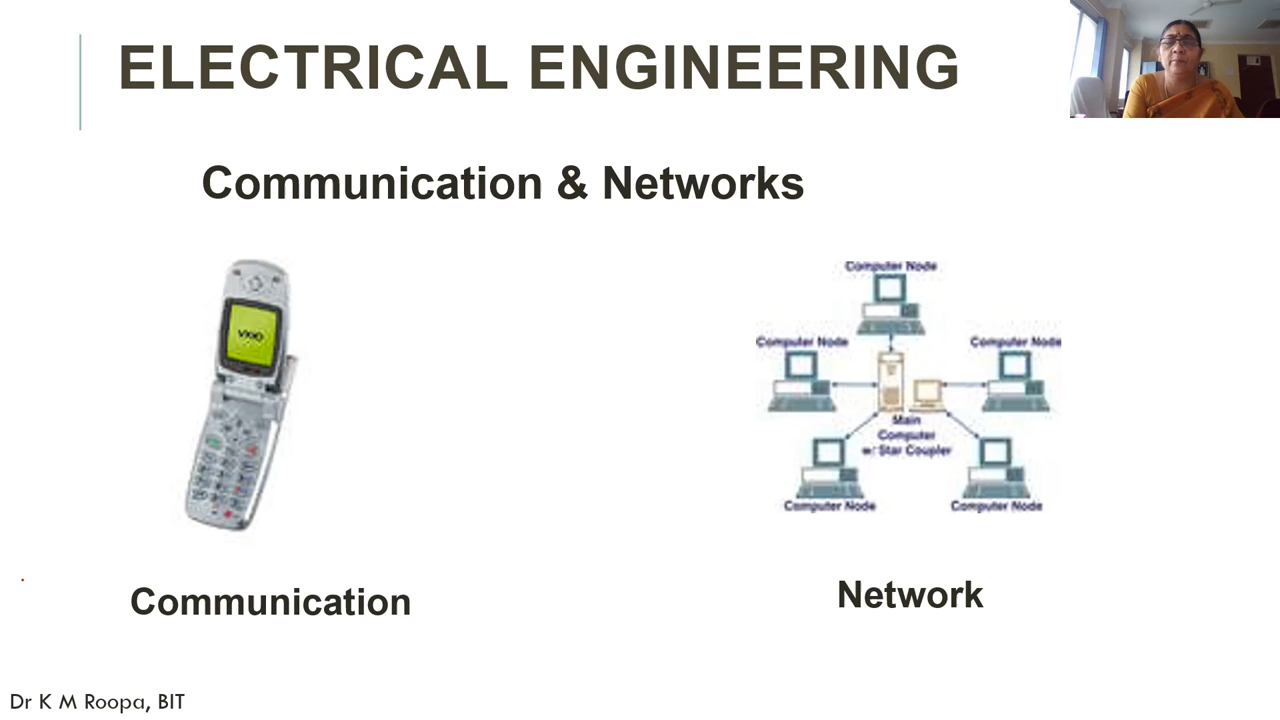 ELECTRICAL ENGINEERING
Communication & Networks
Computer Node
Computer Node
Computer Node
Main
Computer
w/ Star Coupler
Computer Node
Computer Node
Communication
Network
Dr K M Roopa, BIT